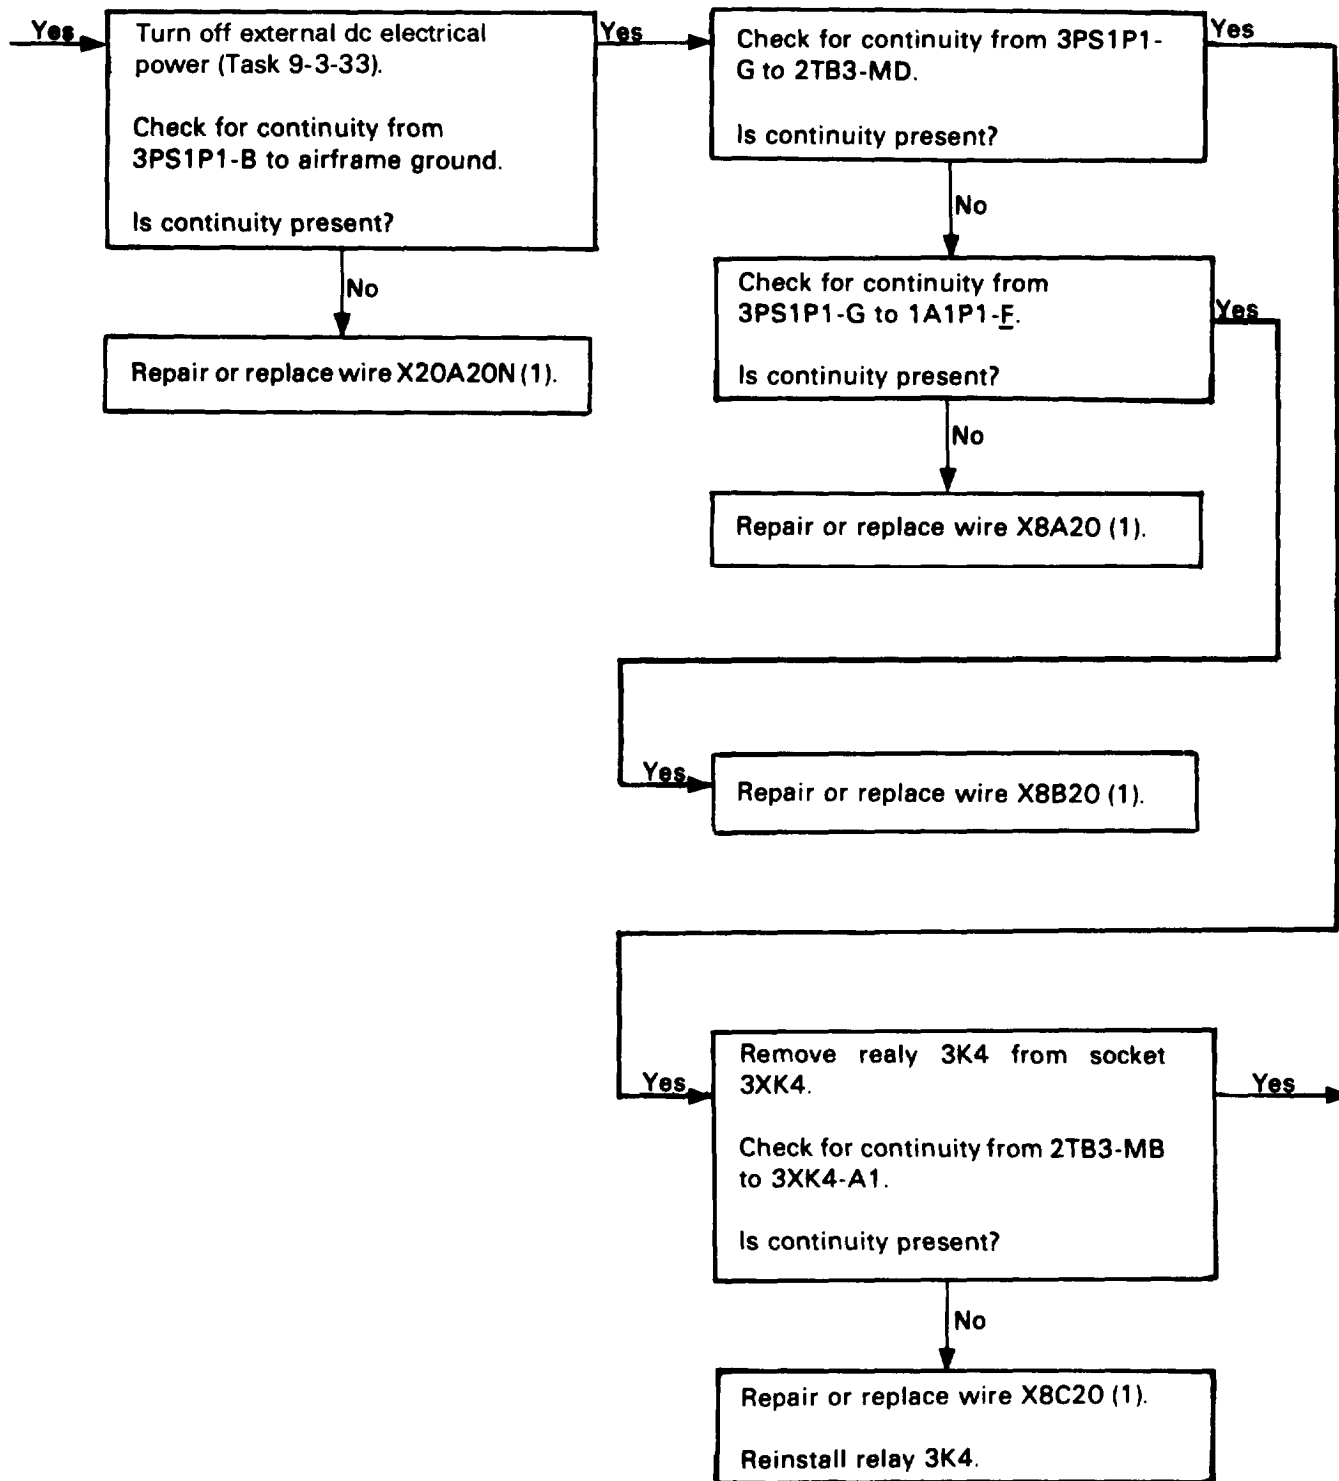 Yes
Turn off external dc electrical
power (Task 9-3-33).
Check for continuity from
3PS1P1-B to airframe ground.
Is continuity present?
Yes
No
Repair or replace wire X20A20N (1).
Check for continuity from 3PS1P1-
G to 2TB3-MD.
Is continuity present?
Yes
No
Check for continuity from
3PS1P1-G to 1A1P1-F.
Is continuity present?
Yes
No
Repair or replace wire X8A20 (1).
Yes
Repair or replace wire X8B20 (1).
Yes
Remove realy 3K4 from socket
3XK4.
Check for continuity from 2TB3-MB
to 3XK4-A1.
Is continuity present?
Yes
No
Repair or replace wire X8C20 (1).
Reinstall relay 3K4.